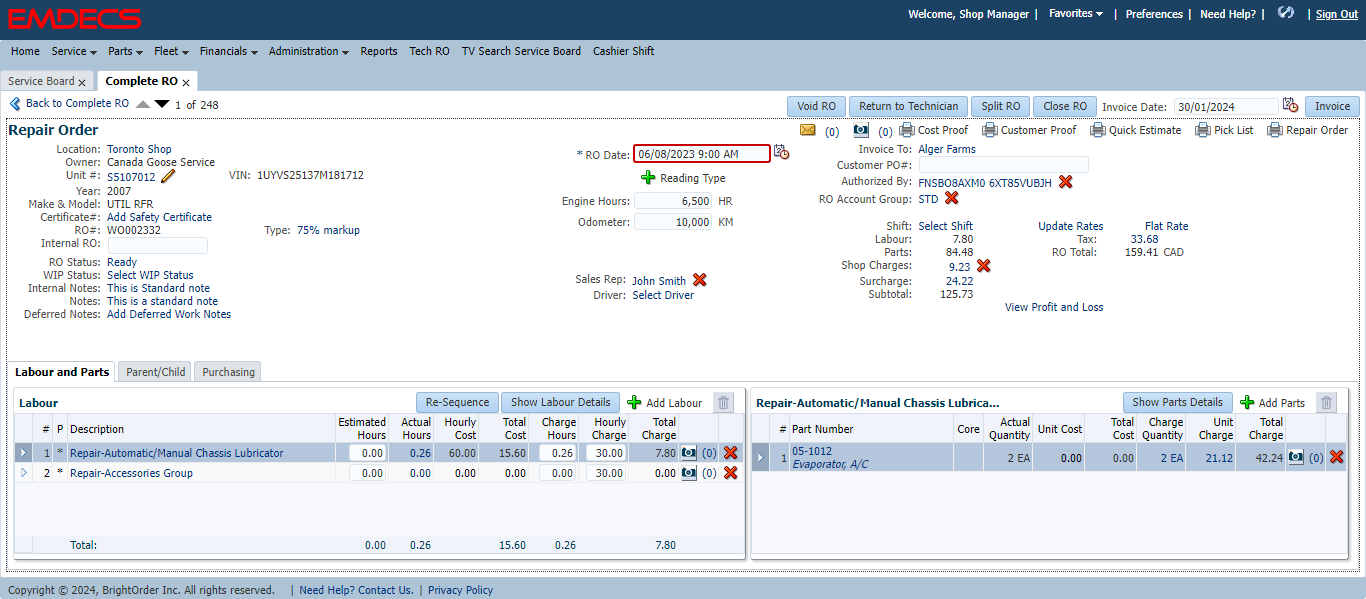 EMDECS
Welcome, Shop Manager | Favorites | Preferences | Need Help? | | Sign Out
Home Service Parts Fleet Financials Administration Reports Tech RO TV Search Service Board Cashier Shift
Service Board x Complete RO x
Back to Complete RO 1 of 248
Void RO Return to Technician Split RO Close RO Invoice Date: 30/01/2024 Invoice
Repair Order
(0) (0) Cost Proof Customer Proof Quick Estimate Pick List Repair Order
Location: Toronto Shop
Owner: Canada Goose Service
Unit #: S5107012 VIN: 1UYVS25137M181712
Year: 2007
Make & Model: UTIL RFR
Certificate#: Add Safety Certificate
RO#: WO002332 Type: 75% markup
Internal RO:
RO Status: Ready
WIP Status: Select WIP Status
Internal Notes: This is Standard note
Notes: This is a standard note
Deferred Notes: Add Deferred Work Notes
* RO Date: 06/08/2023 9:00 AM
Reading Type
Engine Hours: 6,500 HR
Odometer: 10,000 KM
Sales Rep: John Smith
Driver: Select Driver
Invoice To: Alger Farms
Customer PO#:
Authorized By: FNSBO8AXM0 6XT85VUBJH
RO Account Group: STD
Shift: Select Shift Update Rates Flat Rate
Labour: 7.80 Tax: 33.68
Parts: 84.48 RO Total: 159.41 CAD
Shop Charges: 9.23
Surcharge: 24.22
Subtotal: 125.73
View Profit and Loss
Labour and Parts Parent/Child Purchasing
Labour Re-Sequence Show Labour Details Add Labour
# P Description Estimated Hours Actual Hours Hourly Cost Total Cost Charge Hours Hourly Charge Total Charge
1 * Repair-Automatic/Manual Chassis Lubricator 0.00 0.26 60.00 15.60 0.26 30.00 7.80 (0)
2 * Repair-Accessories Group 0.00 0.00 0.00 0.00 0.00 30.00 0.00 (0)
Total: 0.00 0.26 15.60 0.26 7.80
Repair-Automatic/Manual Chassis Lubrica... Show Parts Details Add Parts
# Part Number Core Actual Quantity Unit Cost Total Cost Charge Quantity Unit Charge Total Charge
1 05-1012 2 EA 0.00 0.00 2 EA 21.12 42.24 (0)
Evaporator, A/C
Copyright © 2024, BrightOrder Inc. All rights reserved. | Need Help? Contact Us. | Privacy Policy